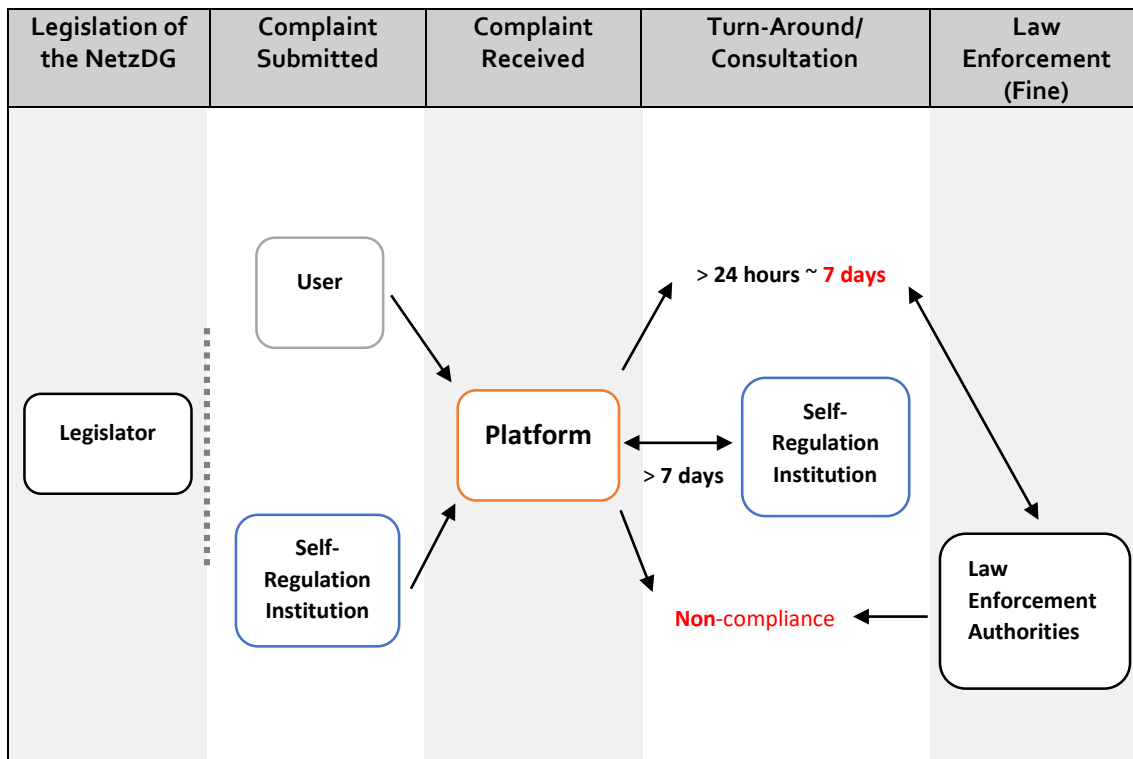 Legislation of
the NetzDG
Complaint
Submitted
Complaint
Received
Turn-Around/
Consultation
Law
Enforcement
(Fine)
User
> 24 hours ~ 7 days
Legislator
Platform
> 7 days
Self-
Regulation
Institution
Self-
Regulation
Institution
Non-compliance
Law
Enforcement
Authorities